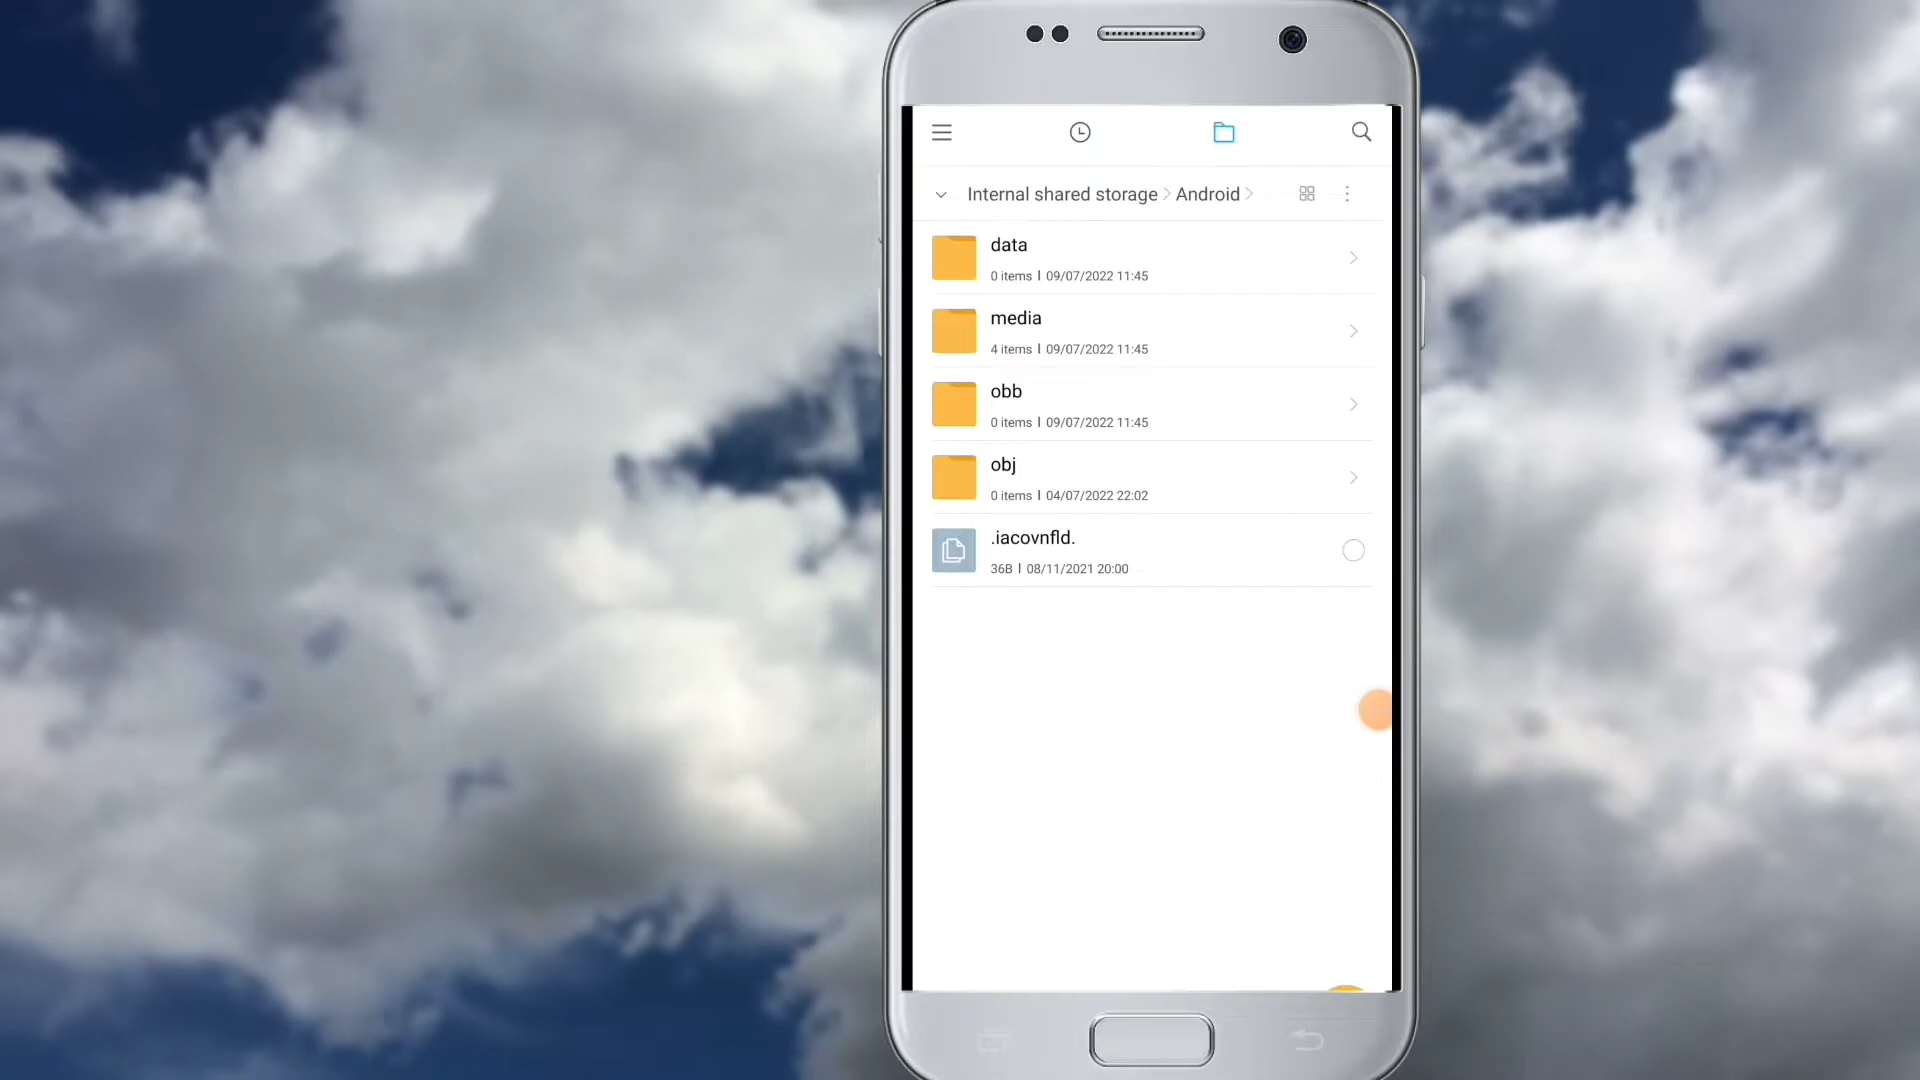 Internal shared storage > Android >
data
0 items | 09/07/2022 11:45
media
4 items | 09/07/2022 11:45
obb
0 items | 09/07/2022 11:45
obj
0 items | 04/07/2022 22:02
.iacovnfld.
36B | 08/11/2021 20:00